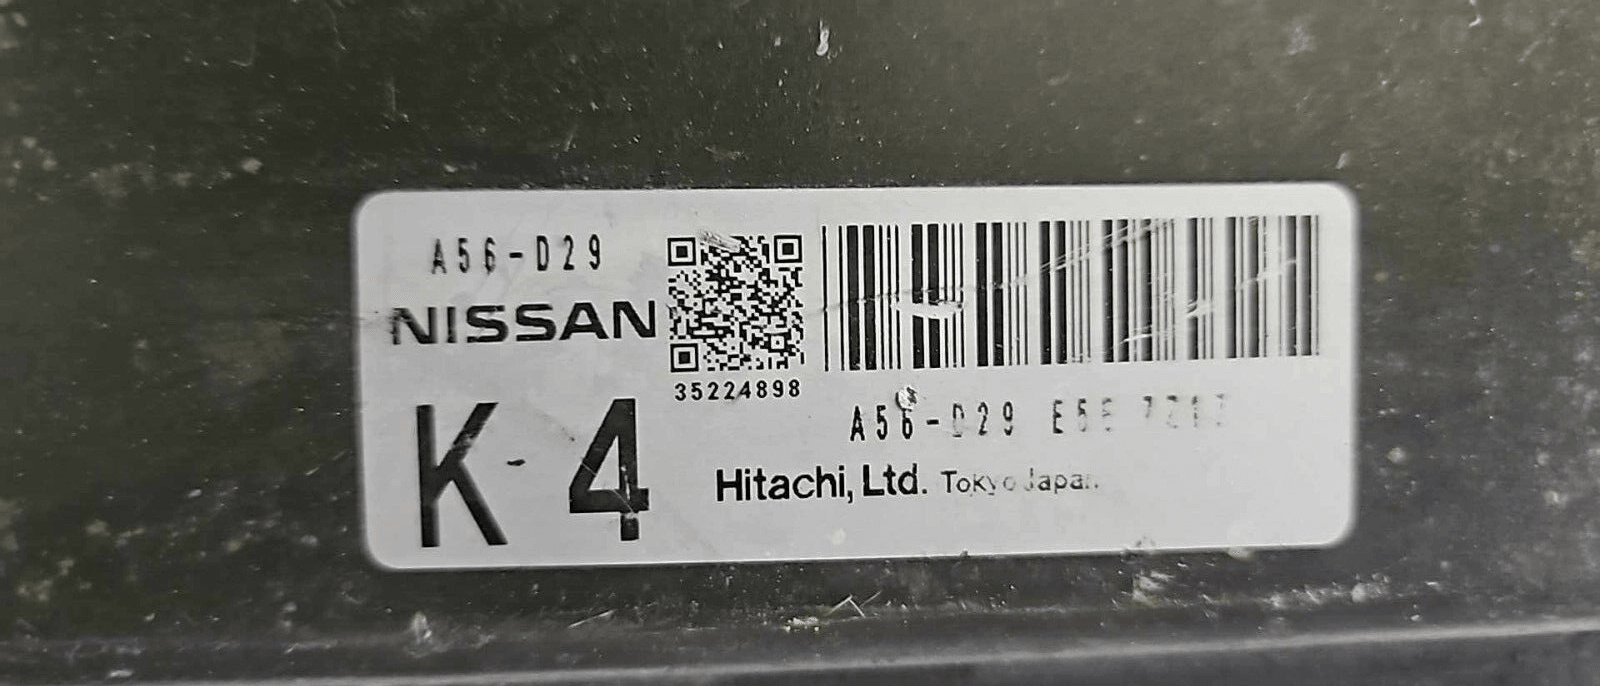 A56-D29
NISSAN
35224898
K-4
A56-D29
Hitachi, Ltd. Tokyo Japan.